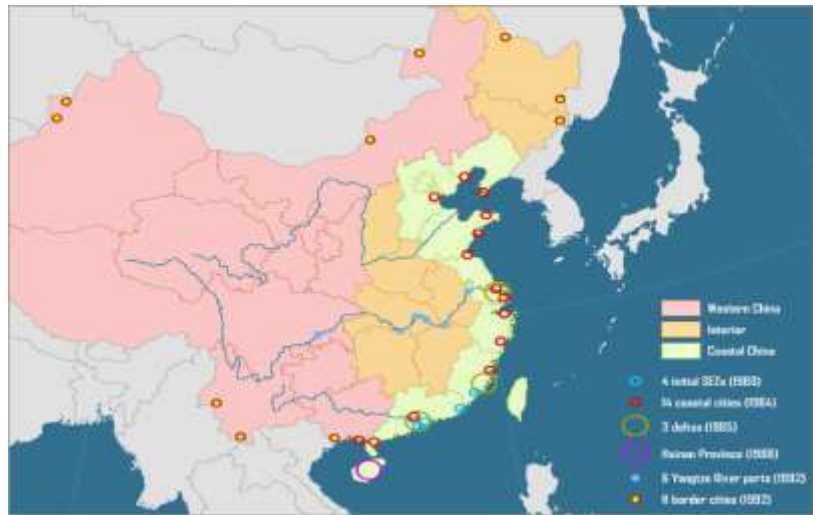 Western China
Interior
Coastal China
4 initial SEZs (1980)
14 coastal cities (1984)
3 deltas (1985)
Hainan Province (1988)
6 Yangtze River ports (1992)
border cities (1992)